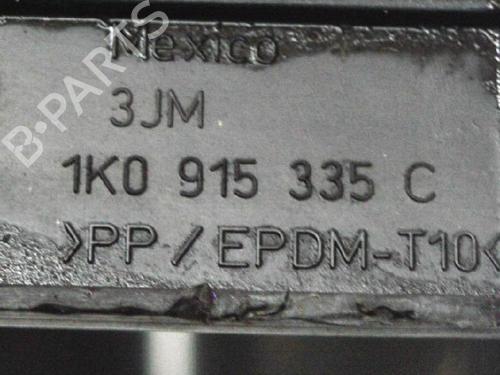 Mexico
3JM
1K0 915 335 C
>PP/EPDM-T10<
B-PARTS